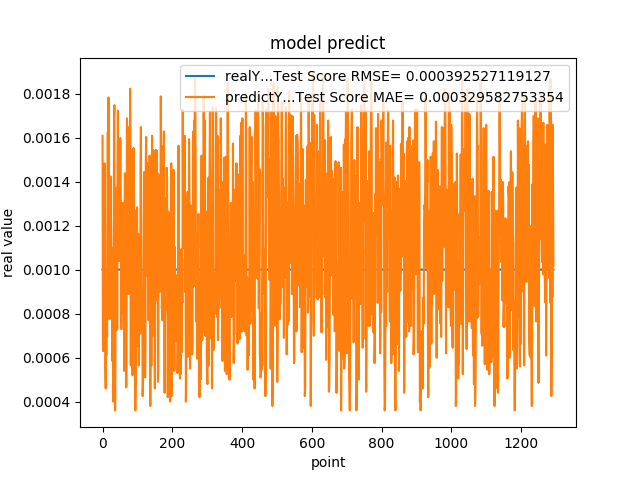 model predict
realY...Test Score RMSE= 0.000392527119127
predictY...Test Score MAE= 0.000329582753354
0.0018
0.0016
0.0014
0.0012
0.0010
0.0008
0.0006
0.0004
real value
0 200 400 600 800 1000 1200
point